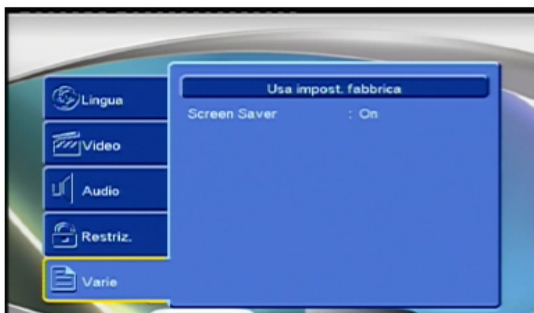 Lingua
Video
Audio
Restriz.
Varie
Usa impost. fabbrica
Screen Saver : On